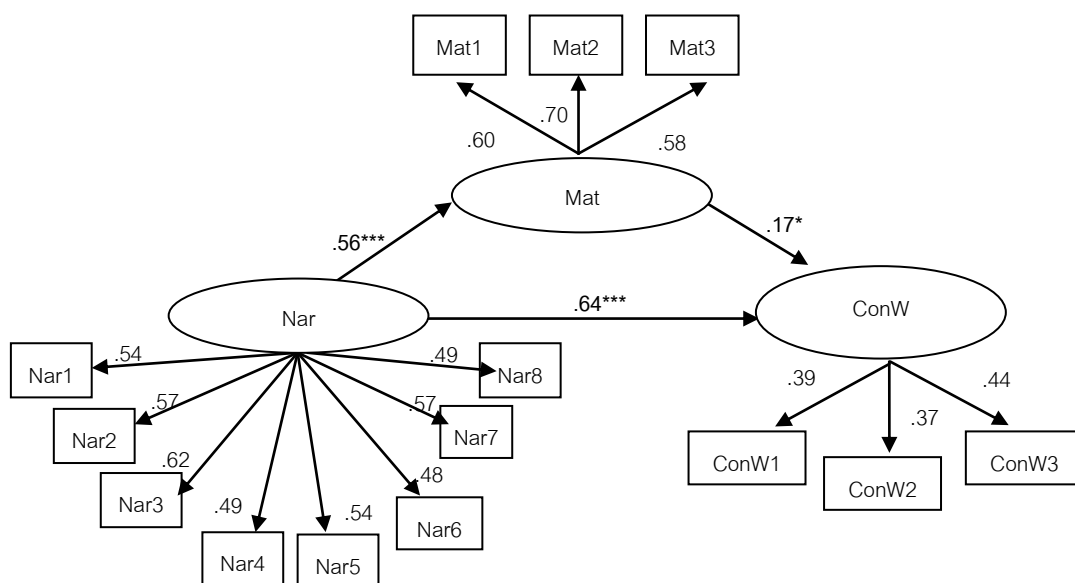 Mat1 Mat2 Mat3
.60 .70 .58
Mat
.56*** .17*
Nar .64*** ConW
Nar1 .54 .49 Nar8 .39 .37 .44
Nar2 .57 .57 Nar7 ConW1 ConW2 ConW3
Nar3 .62 .48 Nar6
.49 .54
Nar4 Nar5